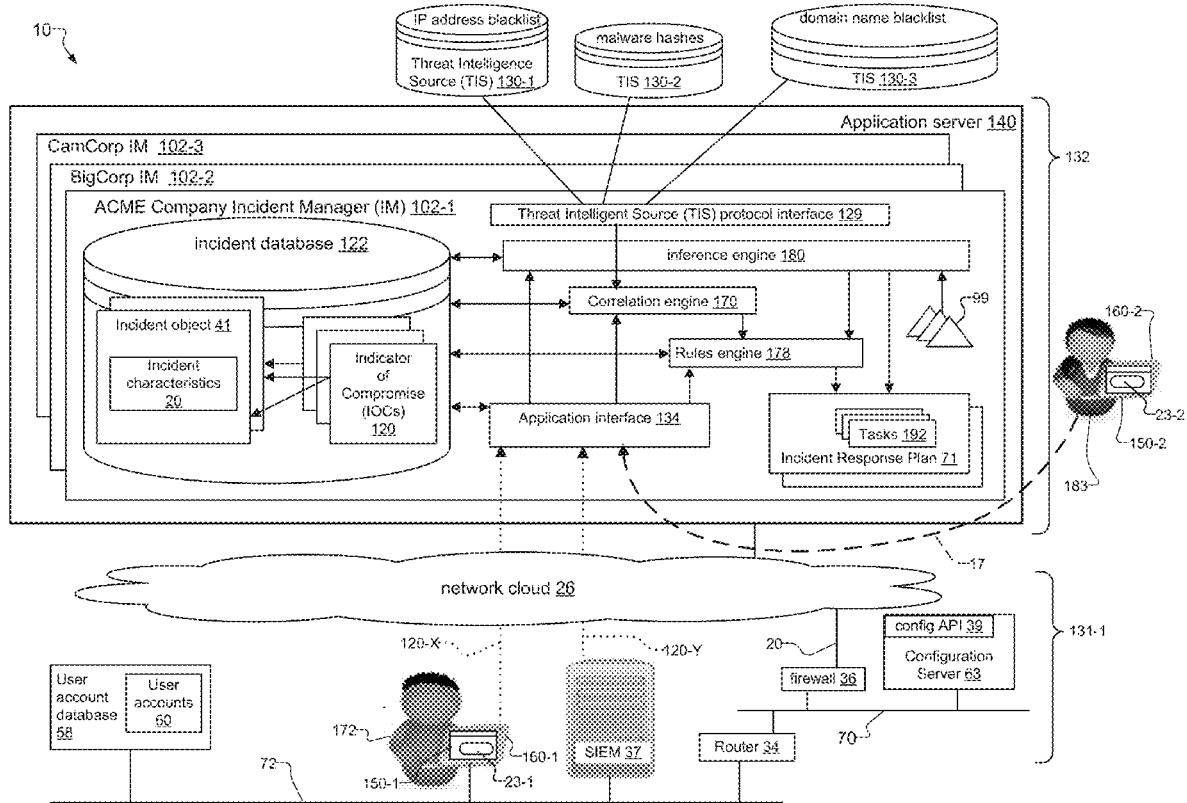 10
IP address blacklist
Threat Intelligence
Source (TIS) 130-1
malware hashes
TIS 130-2
domain name blacklist
TIS 130-3
Application server 140
132
CamCorp IM 102-3
BigCorp IM 102-2
ACME Company Incident Manager (IM) 102-1
Threat Intelligent Source (TIS) protocol interface 129
incident database 122
inference engine 180
Correlation engine 170
99
Incident object 41
Incident
characteristics
20
Indicator
of
Compromise
(IOCs)
120
Rules engine 178
160-2
23-2
150-2
183
Application interface 134
Tasks 192
Incident Response Plan 71
17
network cloud 26
131-1
120-X
120-Y
20
config API 39
Configuration
Server 63
firewall 36
User
account
database
58
User
accounts
60
172
160-1
150-1
23-1
SIEM 37
Router 34
70
72